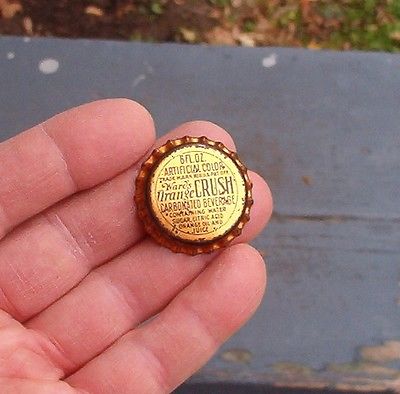 6 FL. OZ.
ARTIFICIAL COLOR
TRADE MARK REG. U.S. PAT. OFF.
Ward's
Orange CRUSH
CARBONATED BEVERAGE
CONTAINING WATER
SUGAR, CITRIC ACID
ORANGE OIL AND
JUICE